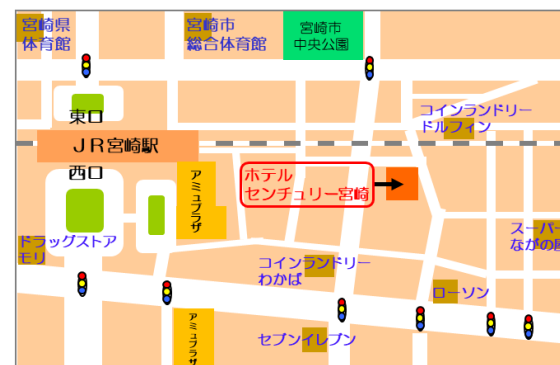 宮崎県
体育館
宮崎市
総合体育館
宮崎市
中央公園
コインランドリー
ドルフィン
東口
JR宮崎駅
西口
アミュプラザ
ホテル
センチュリー宮崎
ドラッグストア
モリ
コインランドリー
わかば
スーパー
ながの屋
ローソン
アミュプラザ
セブンイレブン